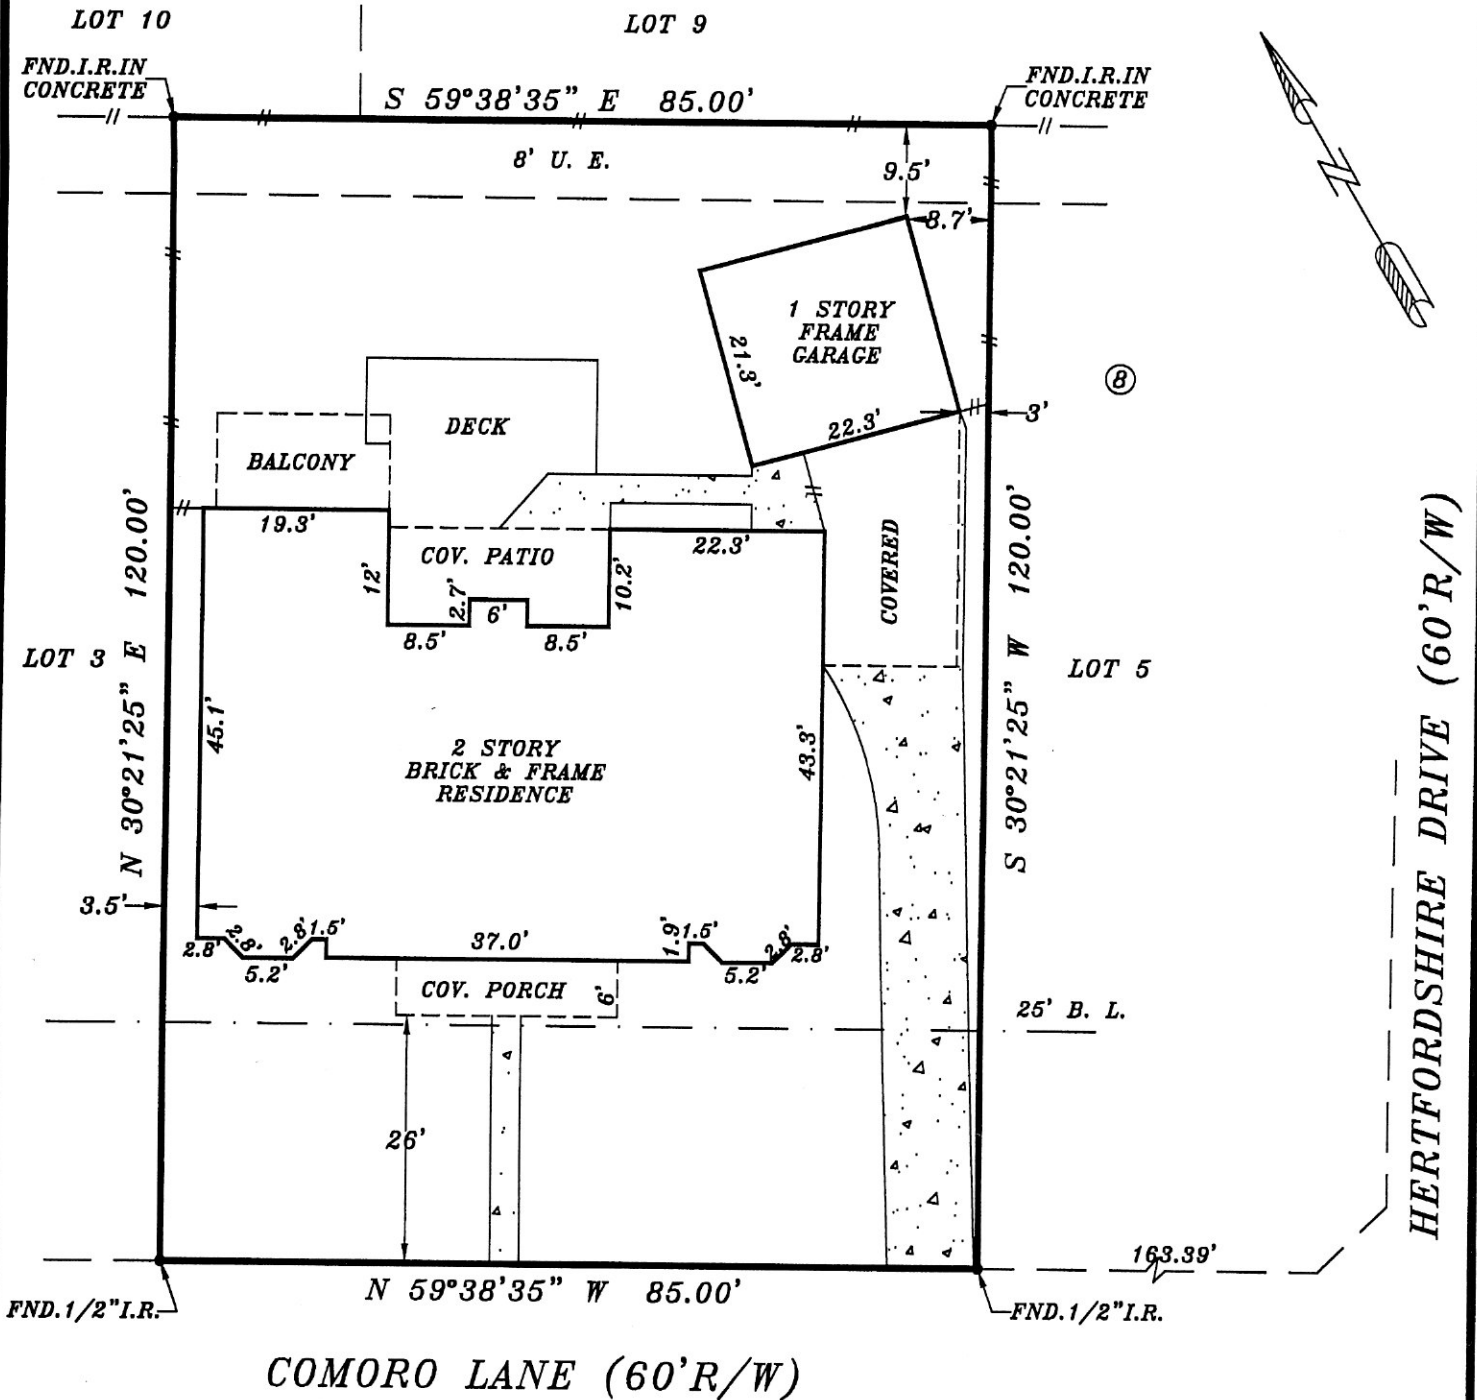 LOT 10
LOT 9
FND.I.R.IN
CONCRETE
S 59°38'35" E 85.00'
FND.I.R.IN
CONCRETE
8' U. E.
9.5'
8.7'
1 STORY
FRAME
GARAGE
21.3'
22.3'
3'
8
DECK
BALCONY
19.3'
COV. PATIO
22.3'
12'
2.7'
6'
10.2'
8.5'
8.5'
COVERED
N 30°21'25" E 120.00'
S 30°21'25" W 120.00'
LOT 3
LOT 5
HERTFORDSHIRE DRIVE (60'R/W)
45.1'
43.3'
2 STORY
BRICK & FRAME
RESIDENCE
3.5'
2.8'
2.8'
5.2'
2.8'
1.5'
37.0'
1.9'
1.5'
5.2'
2.8'
2.8'
COV. PORCH
6'
25' B. L.
26'
163.39'
N 59°38'35" W 85.00'
FND.1/2"I.R.
FND.1/2"I.R.
COMORO LANE (60'R/W)